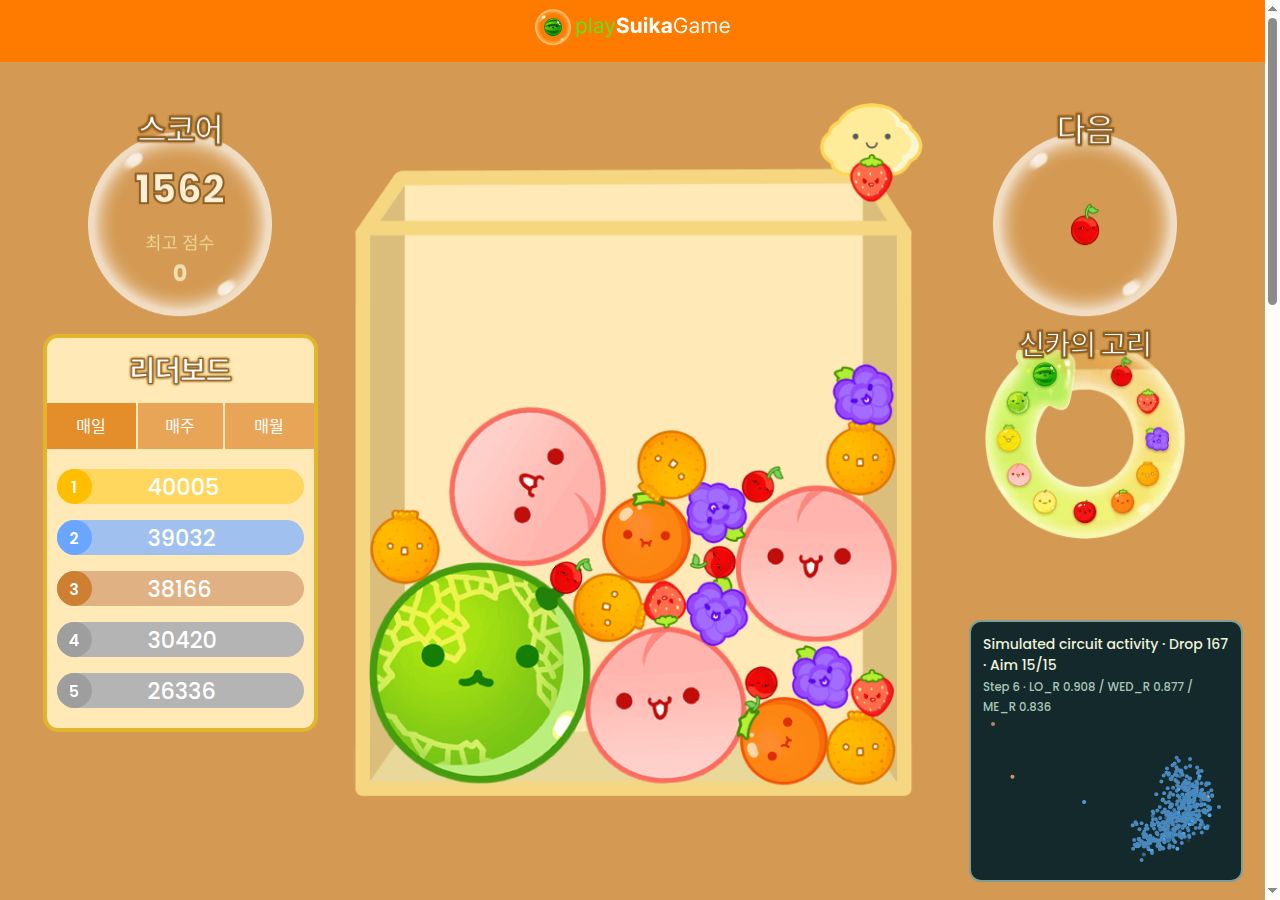 playSuikaGame
스코어
1562
최고 점수
0
리더보드
매일 매주 매월
1 40005
2 39032
3 38166
4 30420
5 26336
다음
신카의 고리
Simulated circuit activity · Drop 167
· Aim 15/15
Step 6 · LO_R 0.908 / WED_R 0.877 /
ME_R 0.836